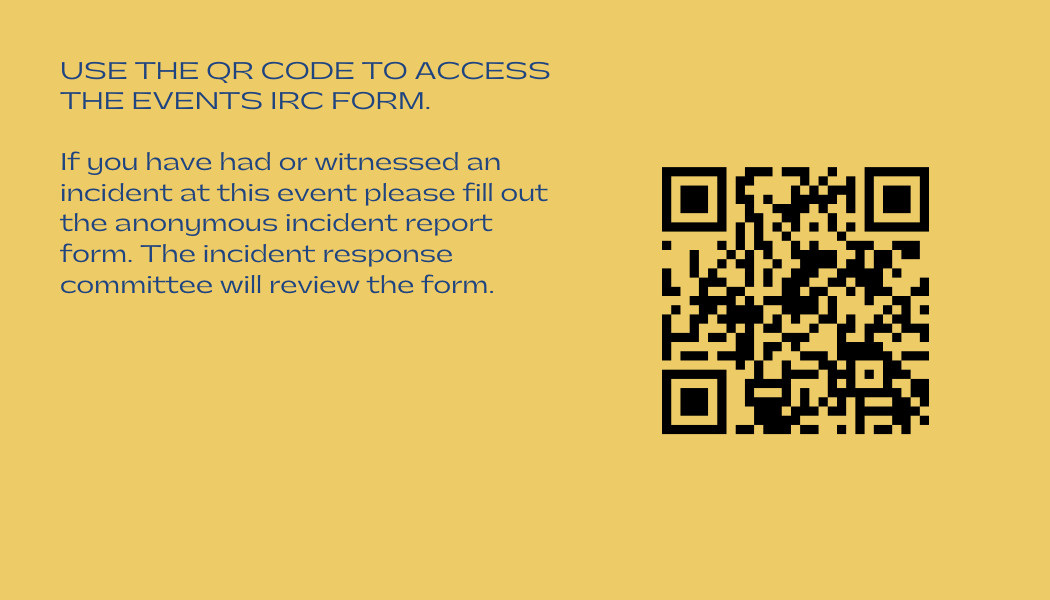 USE THE QR CODE TO ACCESS
THE EVENTS IRC FORM.
If you have had or witnessed an
incident at this event please fill out
the anonymous incident report
form. The incident response
committee will review the form.